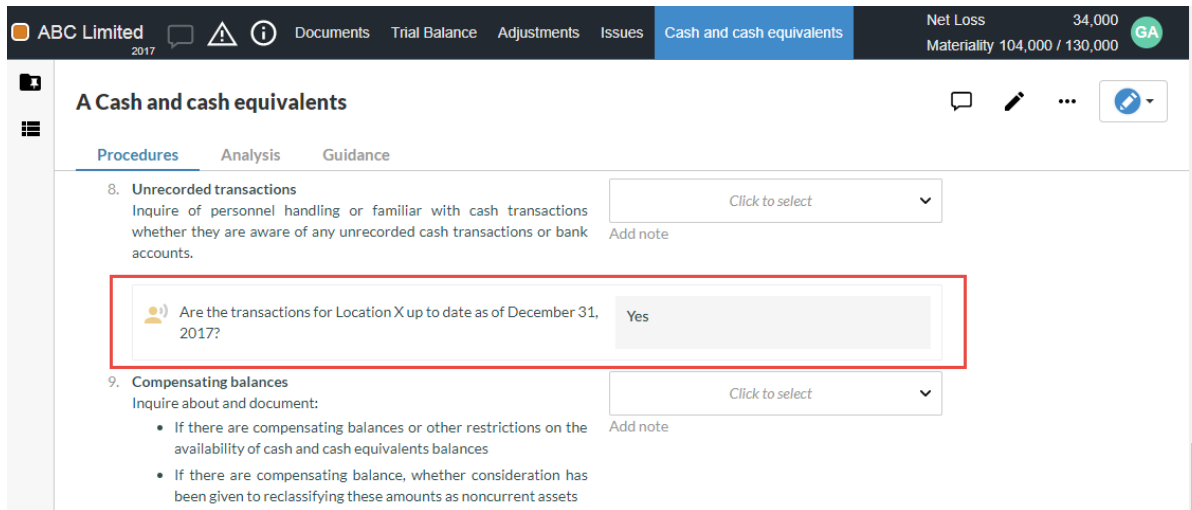 ABC Limited
2017
Documents Trial Balance Adjustments Issues Cash and cash equivalents
Net Loss 34,000
Materiality 104,000 / 130,000
GA
A Cash and cash equivalents
Procedures Analysis Guidance
8. Unrecorded transactions
Inquire of personnel handling or familiar with cash transactions
whether they are aware of any unrecorded cash transactions or bank
accounts.
Click to select
Add note
Are the transactions for Location X up to date as of December 31,
2017?
Yes
9. Compensating balances
Inquire about and document:
• If there are compensating balances or other restrictions on the
availability of cash and cash equivalents balances
• If there are compensating balance, whether consideration has
been given to reclassifying these amounts as noncurrent assets
Click to select
Add note